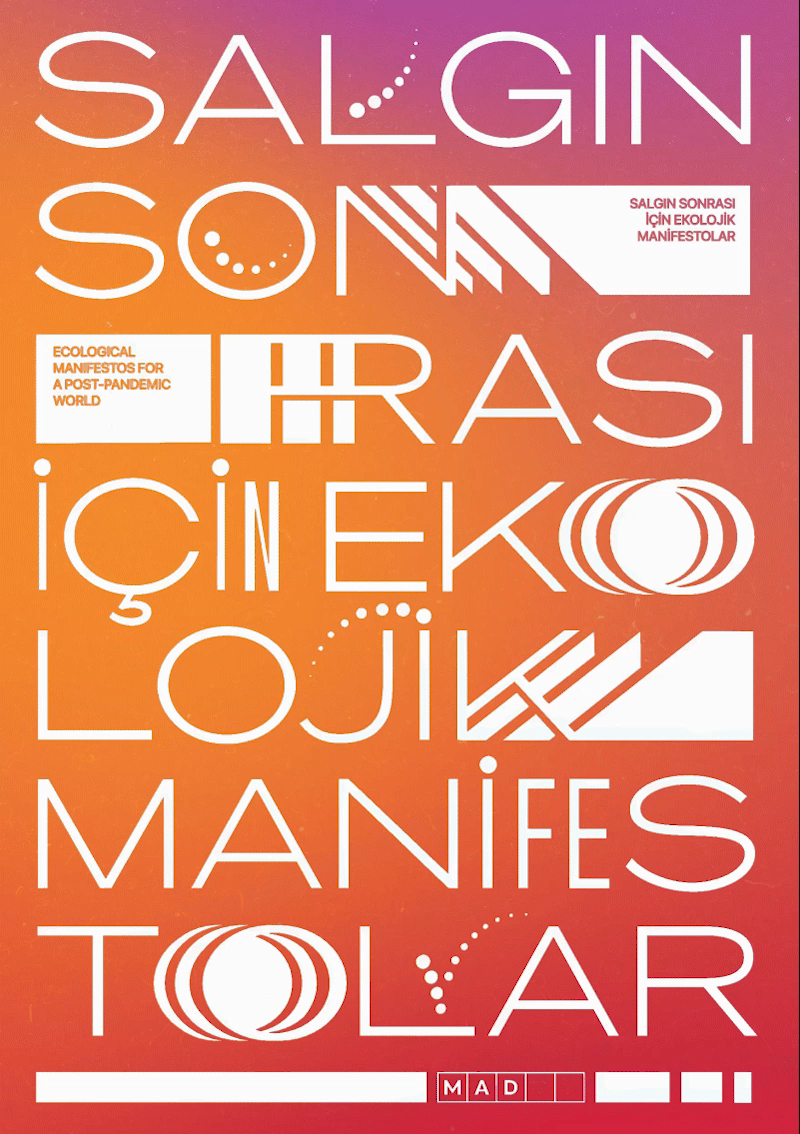 SALGIN
SON
SALGIN SONRASI
İÇİN EKOLOJİK
MANİFESTOLAR
ECOLOGICAL
MANIFESTOS FOR
A POST-PANDEMIC
WORLD
RASI
İÇİN EKO
LOJİK
MANİFES
TOLAR
MAD